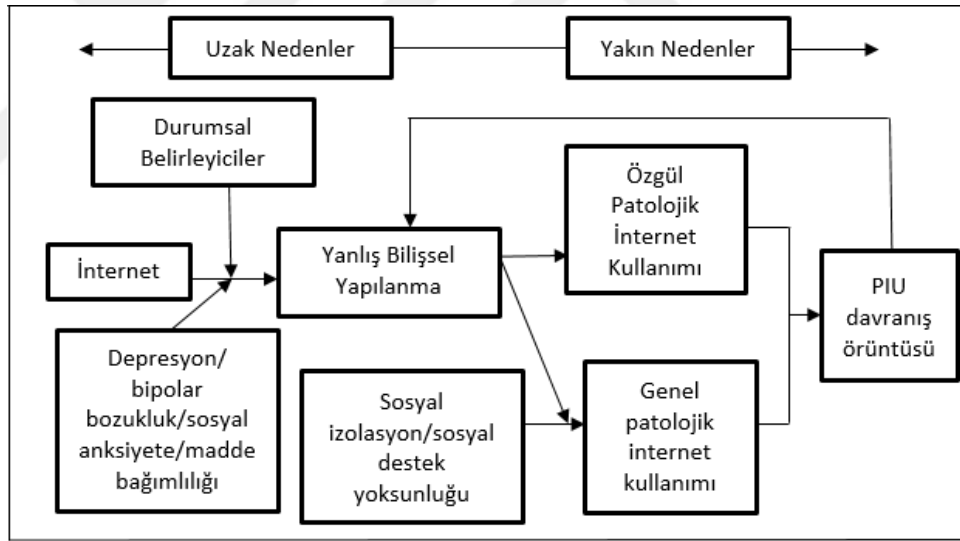 Uzak Nedenler
Yakın Nedenler
Durumsal
Belirleyiciler
İnternet
Yanlış Bilişsel
Yapılanma
Özgül
Patolojik
İnternet
Kullanımı
PIU
davranış
örüntüsü
Depresyon/
bipolar
bozukluk/sosyal
anksiyete/madde
bağımlılığı
Sosyal
izolasyon/sosyal
destek
yoksunluğu
Genel
patolojik
internet
kullanımı